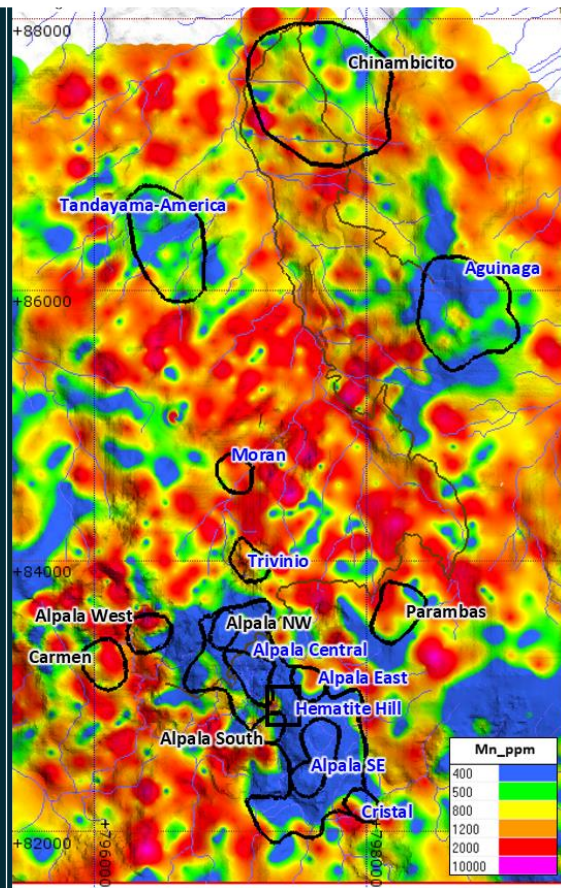 +88000
Chinambicito
Tandayama-America
Aguinaga
+86000
Moran
Trivinio
+84000
Alpala West
Alpala NW
Parambas
Carmen
Alpala Central
Alpala East
Hematite Hill
Alpala South
Alpala SE
Cristal
Mn_ppm
400
500
800
1200
2000
10000
+82000
+796000
+798000